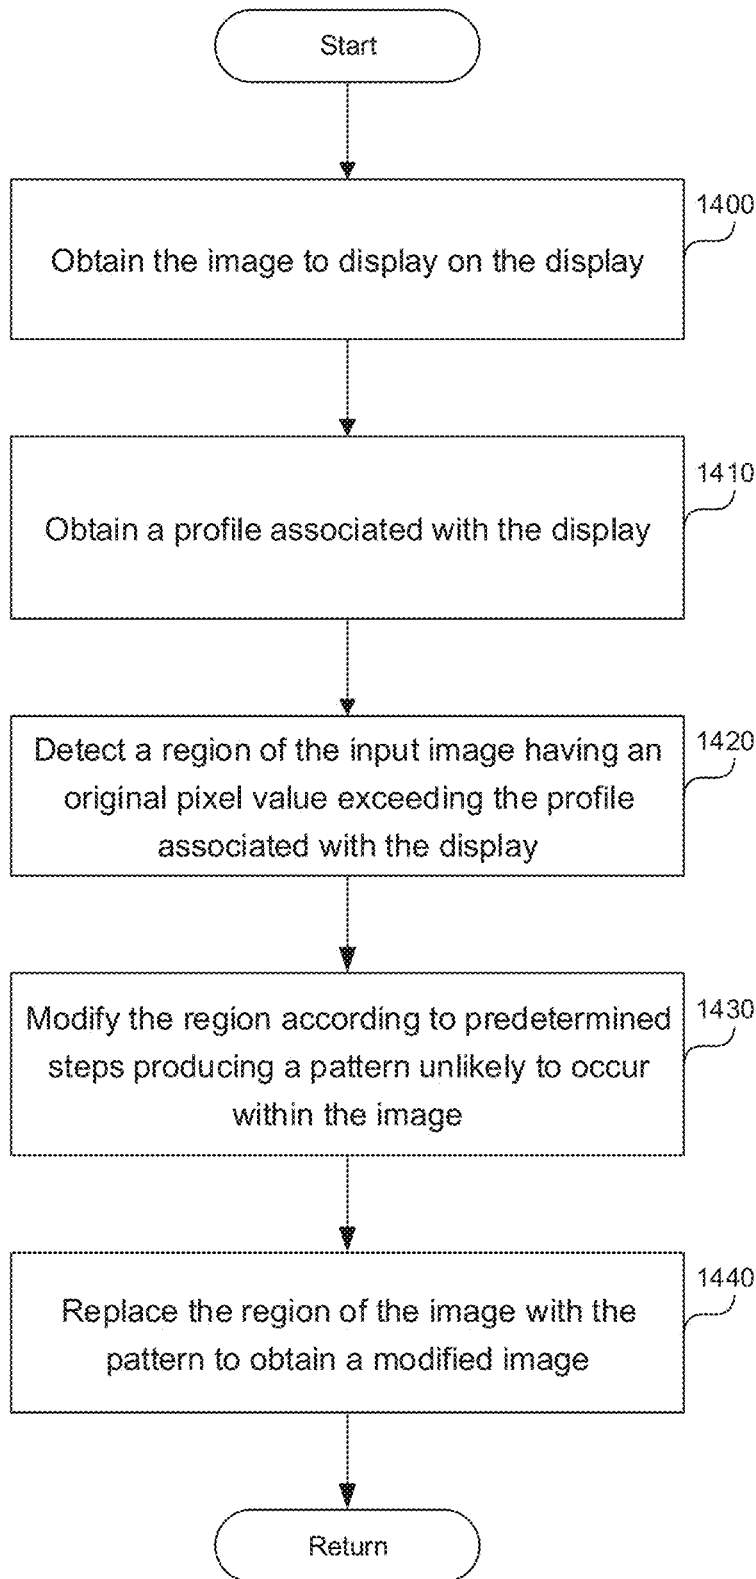 Start
1400
Obtain the image to display on the display
1410
Obtain a profile associated with the display
1420
Detect a region of the input image having an
original pixel value exceeding the profile
associated with the display
1430
Modify the region according to predetermined
steps producing a pattern unlikely to occur
within the image
1440
Replace the region of the image with the
pattern to obtain a modified image
Return